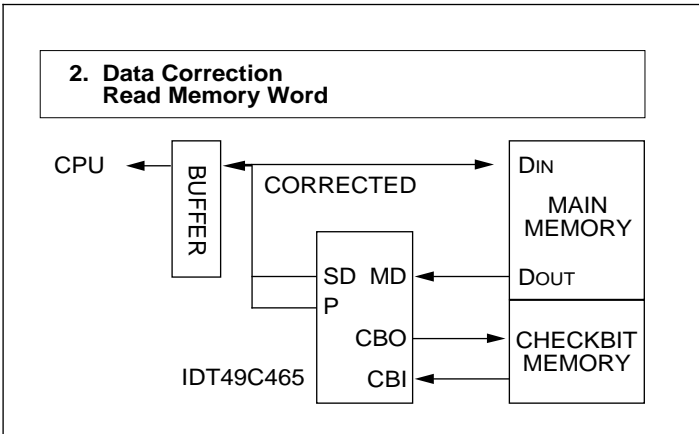 2. Data Correction
Read Memory Word
CPU
BUFFER
CORRECTED
DIN
MAIN
MEMORY
SD MD
DOUT
P
CBO
CHECKBIT
MEMORY
IDT49C465
CBI